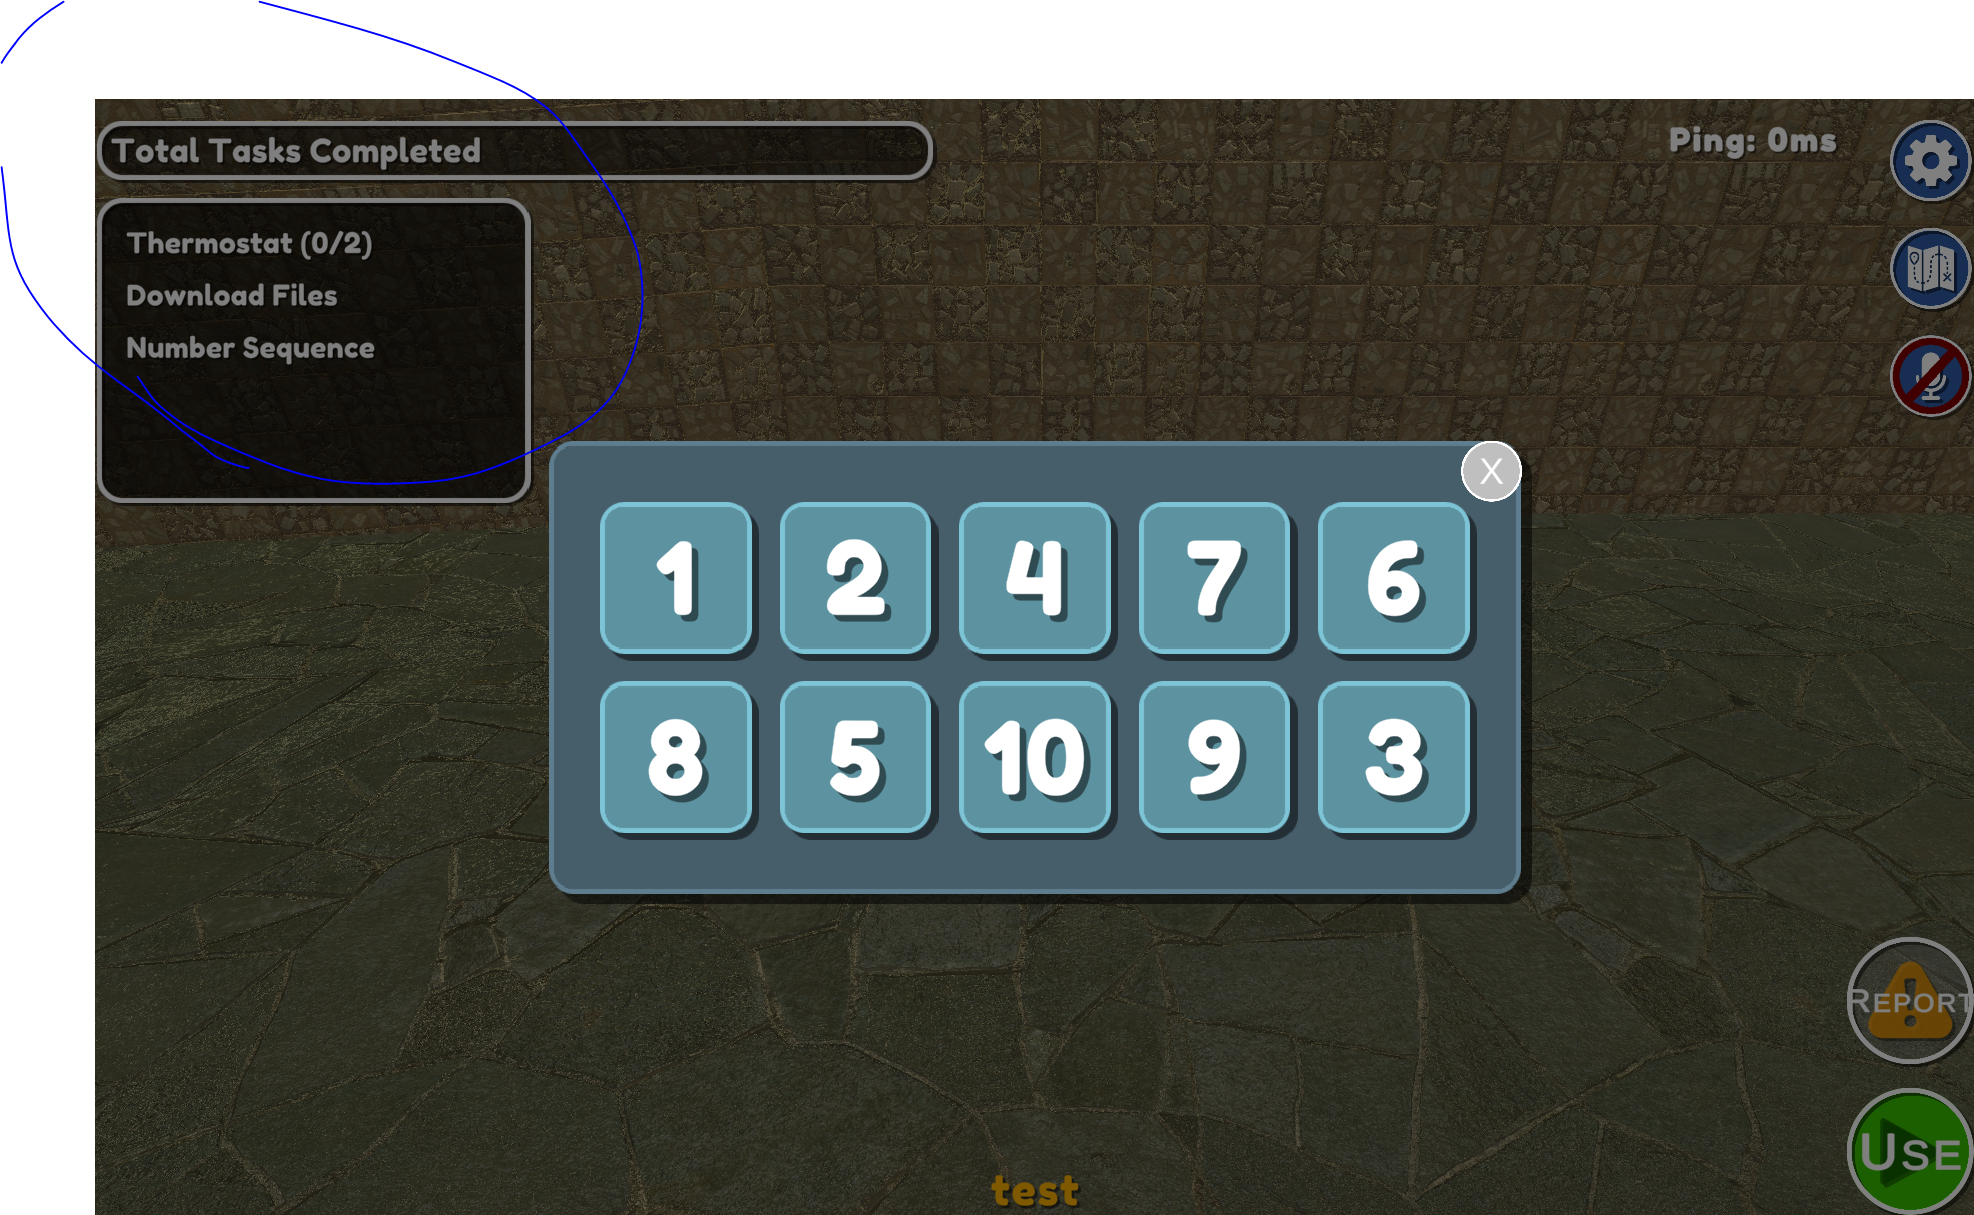 Total Tasks Completed
Ping: 0ms
Thermostat (0/2)
Download Files
Number Sequence
X
1 2 4 7 6
8 5 10 9 3
REPORT
USE
test